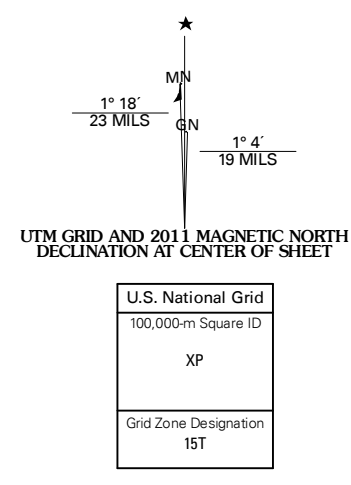 MN
1° 18´
23 MILS
GN
1° 4´
19 MILS
UTM GRID AND 2011 MAGNETIC NORTH
DECLINATION AT CENTER OF SHEET
U.S. National Grid
100,000-m Square ID
XP
Grid Zone Designation
15T